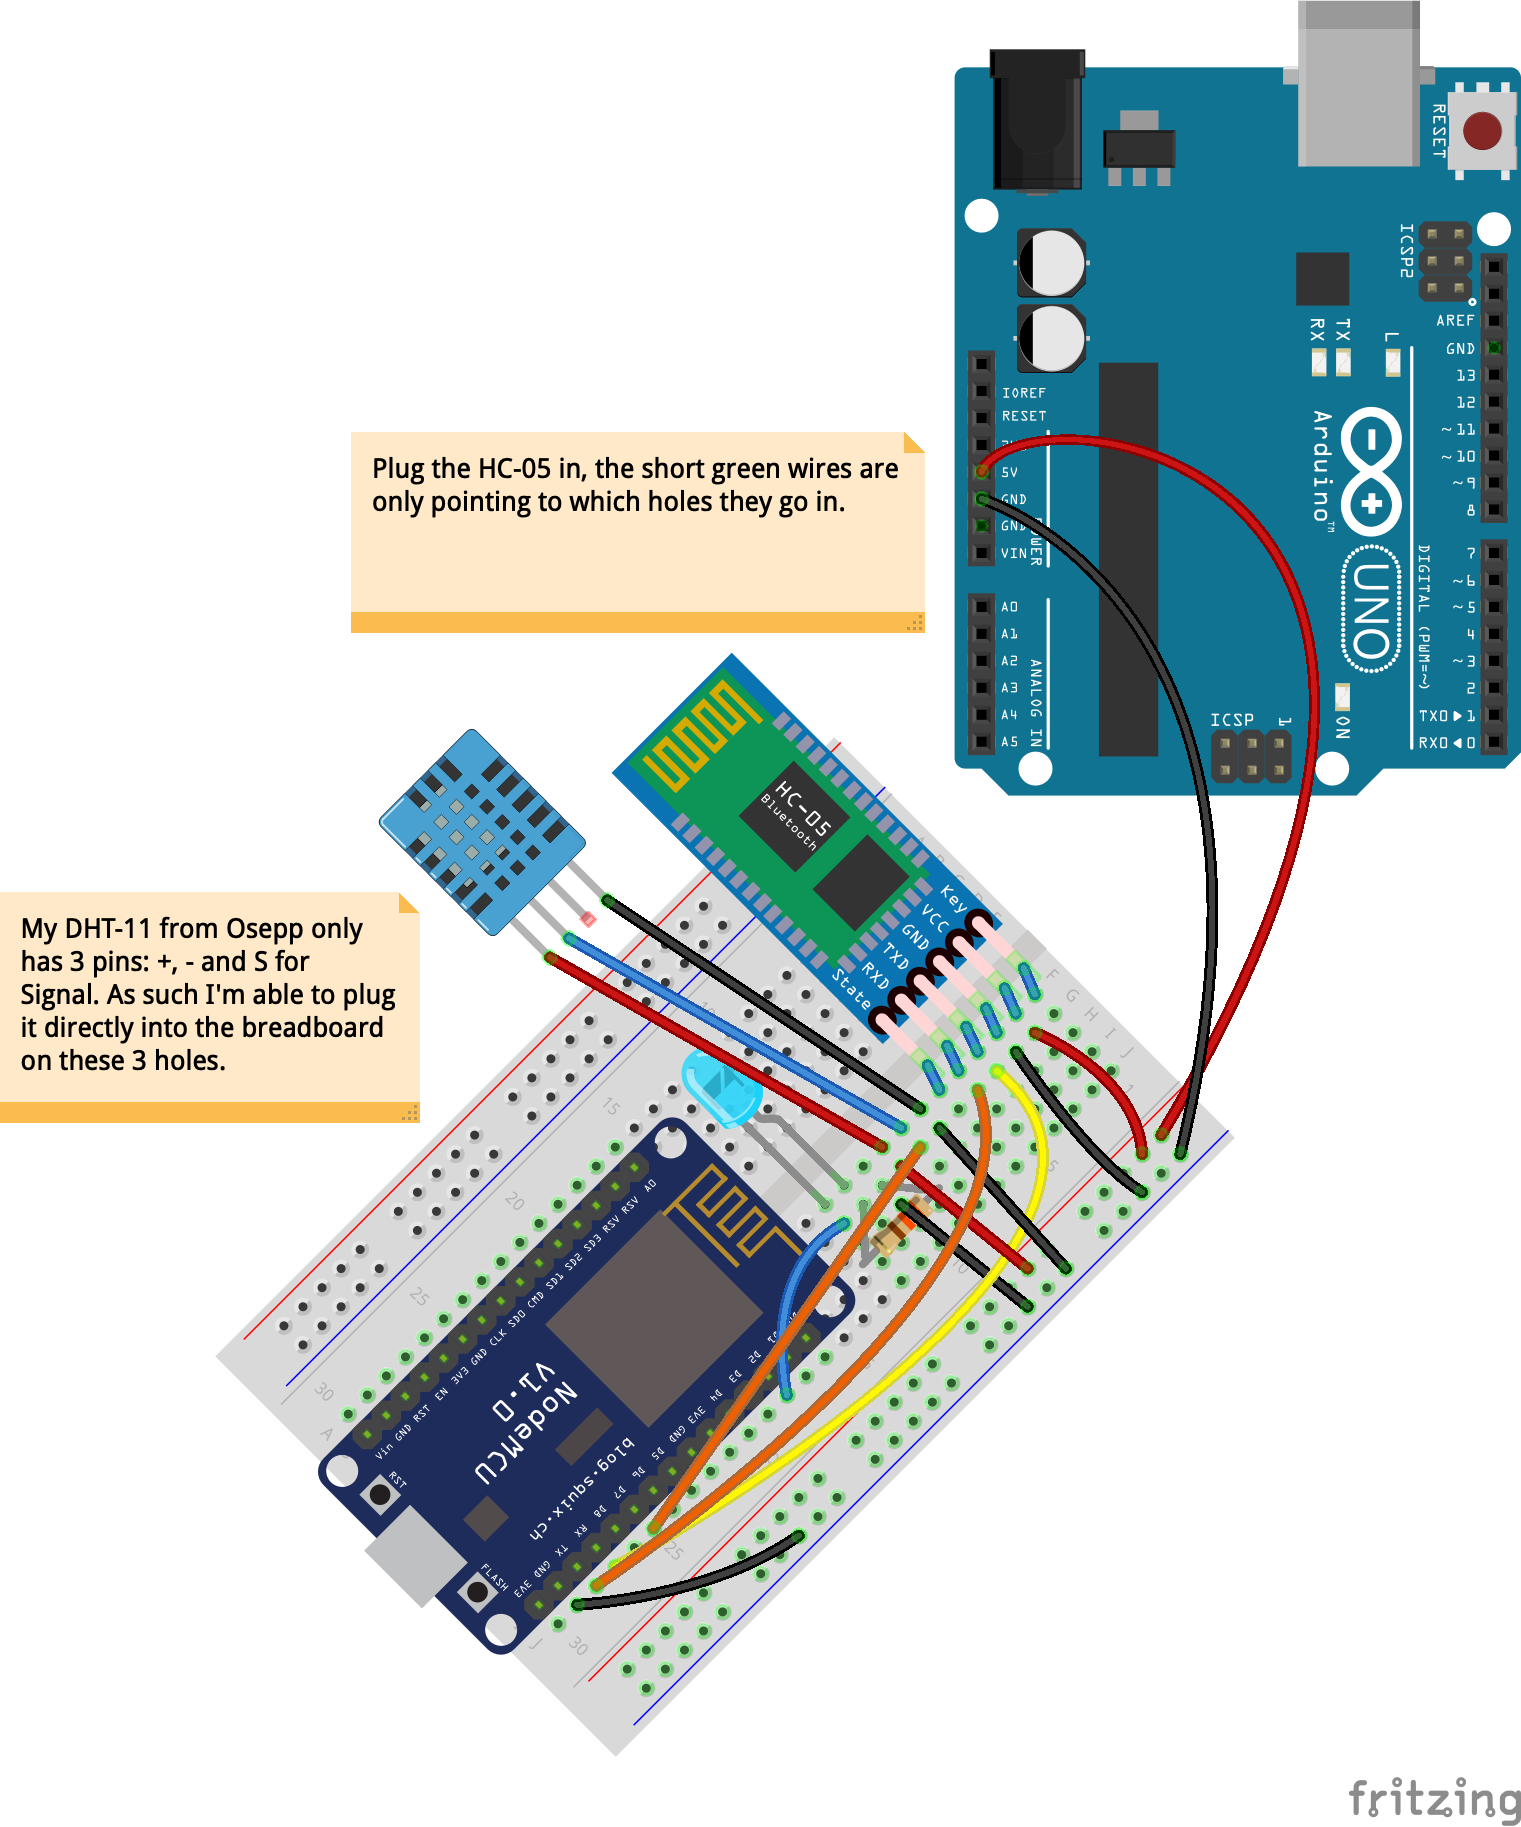 RESET
ICSP2
AREF
GND
RX
TX
L
13
12
~11
~10
~9
8
IOREF
RESET
5V
GND
GND
VIN
Arduino™
UNO
DIGITAL (PWM=~)
7
~6
~5
4
~3
2
TX0▶1
RX0◀0
A0
A1
A2
A3
A4
A5
ANALOG IN
ICSP
1
ON
Plug the HC-05 in, the short green wires are
only pointing to which holes they go in.
HC-05
Bluetooth
Key
VCC
GND
TXD
RXD
State
My DHT-11 from Osepp only
has 3 pins: +, - and S for
Signal. As such I'm able to plug
it directly into the breadboard
on these 3 holes.
F
G
H
I
J
1
5
10
15
20
25
30
A
A0
RSV
RSV
SD3
SD2
SD1
CMD
SD0
CLK
GND
3V3
EN
RST
GND
Vin
D2
D3
D4
3V3
GND
D5
D6
D7
D8
RX
TX
GND
3V3
NodeMCU
V1.0
blog.squix.ch
RST
FLASH
25
30
J
fritzing